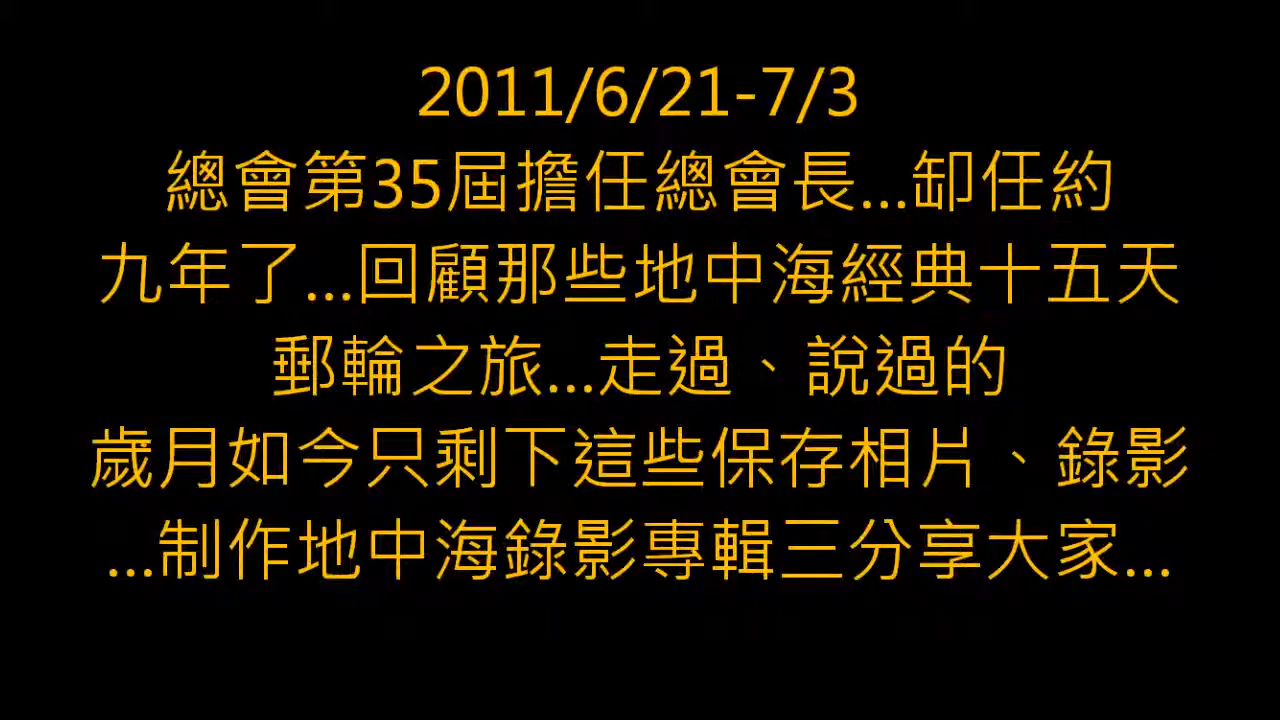 2011/6/21-7/3
總會第35屆擔任總會長...卸任約
九年了...回顧那些地中海經典十五天
郵輪之旅...走過、說過的
歲月如今只剩下這些保存相片、錄影
...制作地中海錄影專輯三分享大家...